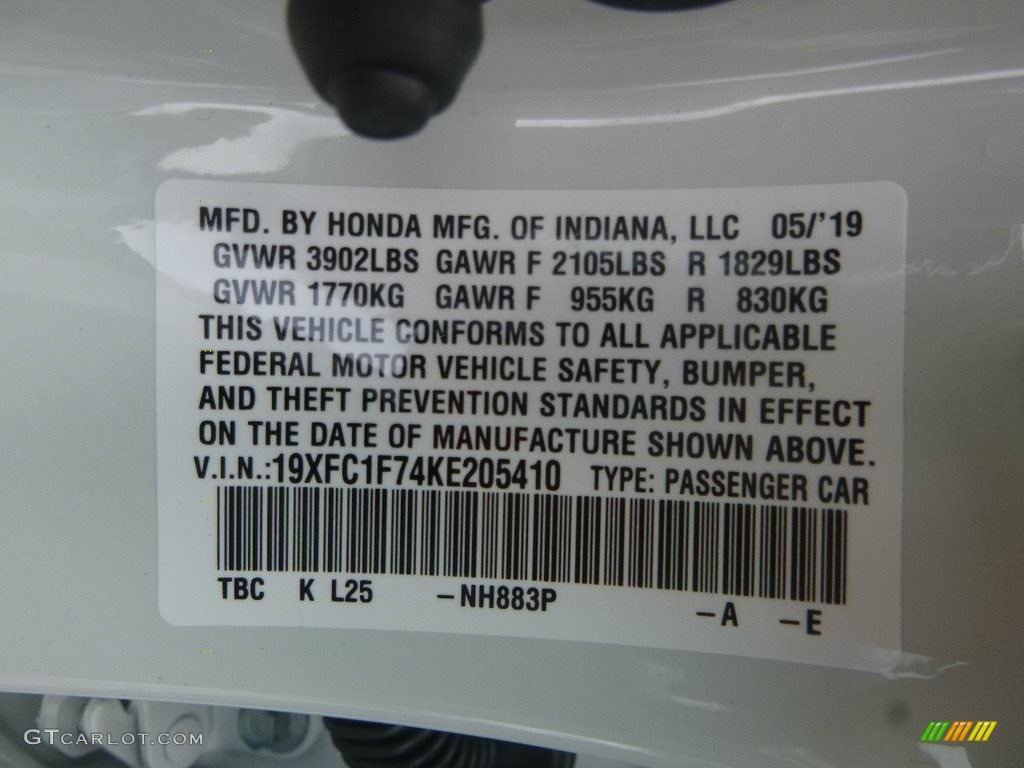 MFD. BY HONDA MFG. OF INDIANA, LLC 05/'19
GVWR 3902LBS GAWR F 2105LBS R 1829LBS
GVWR 1770KG GAWR F 955KG R 830KG
THIS VEHICLE CONFORMS TO ALL APPLICABLE
FEDERAL MOTOR VEHICLE SAFETY, BUMPER,
AND THEFT PREVENTION STANDARDS IN EFFECT
ON THE DATE OF MANUFACTURE SHOWN ABOVE.
V.I.N.:19XFC1F74KE205410 TYPE: PASSENGER CAR
TBC K L25 -NH883P -A -E
GTCARLOT.COM